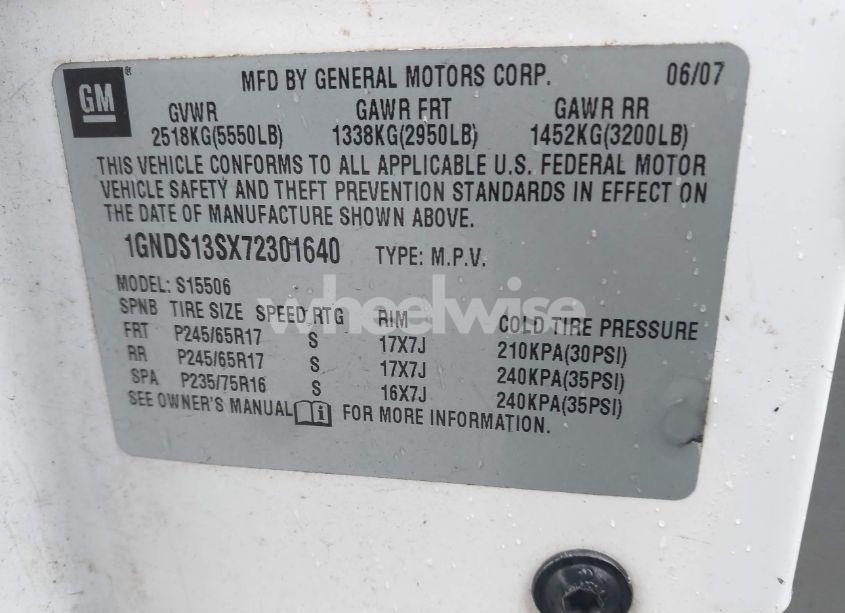 GM
MFD BY GENERAL MOTORS CORP. 06/07
GVWR GAWR FRT GAWR RR
2518KG(5550LB) 1338KG(2950LB) 1452KG(3200LB)
THIS VEHICLE CONFORMS TO ALL APPLICABLE U.S. FEDERAL MOTOR
VEHICLE SAFETY AND THEFT PREVENTION STANDARDS IN EFFECT ON
THE DATE OF MANUFACTURE SHOWN ABOVE.
1GNDS13SX72301640 TYPE: M.P.V.
MODEL: S15506
SPNB TIRE SIZE SPEED RTG RIM COLD TIRE PRESSURE
FRT P245/65R17 S 17X7J 210KPA(30PSI)
RR P245/65R17 S 17X7J 240KPA(35PSI)
SPA P235/75R16 S 16X7J 240KPA(35PSI)
SEE OWNER'S MANUAL FOR MORE INFORMATION.
wheelwise